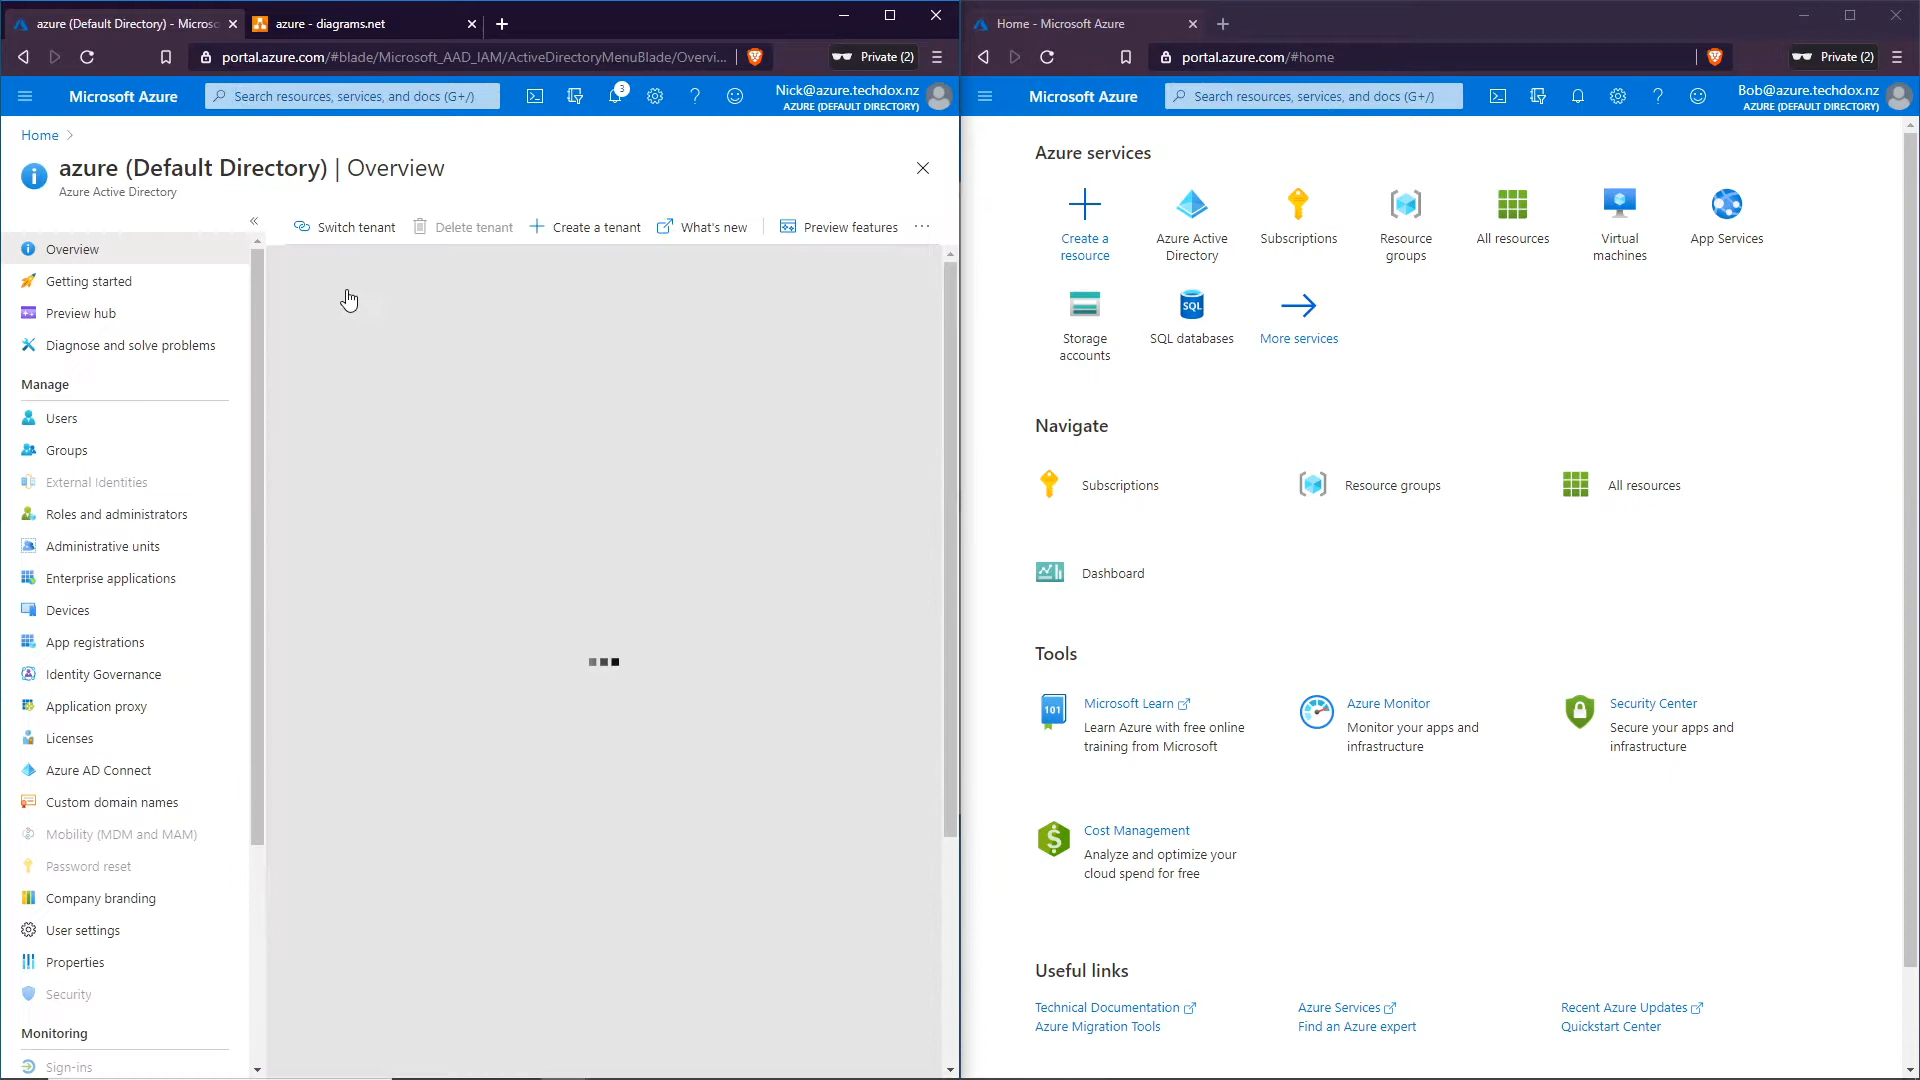 azure (Default Directory) - Micros
azure - diagrams.net
portal.azure.com/#blade/Microsoft_AAD_IAM/ActiveDirectoryMenuBlade/Overvi...
Private (2)
Microsoft Azure
Search resources, services, and docs (G+/)
3
Nick@azure.techdox.nz
AZURE (DEFAULT DIRECTORY)
Home
azure (Default Directory) | Overview
Azure Active Directory
Switch tenant
Delete tenant
Create a tenant
What's new
Preview features
Overview
Getting started
Preview hub
Diagnose and solve problems
Manage
Users
Groups
External Identities
Roles and administrators
Administrative units
Enterprise applications
Devices
App registrations
Identity Governance
Application proxy
Licenses
Azure AD Connect
Custom domain names
Mobility (MDM and MAM)
Password reset
Company branding
User settings
Properties
Security
Monitoring
Sign-ins
Home - Microsoft Azure
portal.azure.com/#home
Private (2)
Microsoft Azure
Search resources, services, and docs (G+/)
Bob@azure.techdox.nz
AZURE (DEFAULT DIRECTORY)
Azure services
Create a resource
Azure Active Directory
Subscriptions
Resource groups
All resources
Virtual machines
App Services
Storage accounts
SQL
SQL databases
More services
Navigate
Subscriptions
Resource groups
All resources
Dashboard
Tools
101
Microsoft Learn
Learn Azure with free online
training from Microsoft
Azure Monitor
Monitor your apps and
infrastructure
Security Center
Secure your apps and
infrastructure
Cost Management
Analyze and optimize your
cloud spend for free
Useful links
Technical Documentation
Azure Services
Recent Azure Updates
Azure Migration Tools
Find an Azure expert
Quickstart Center